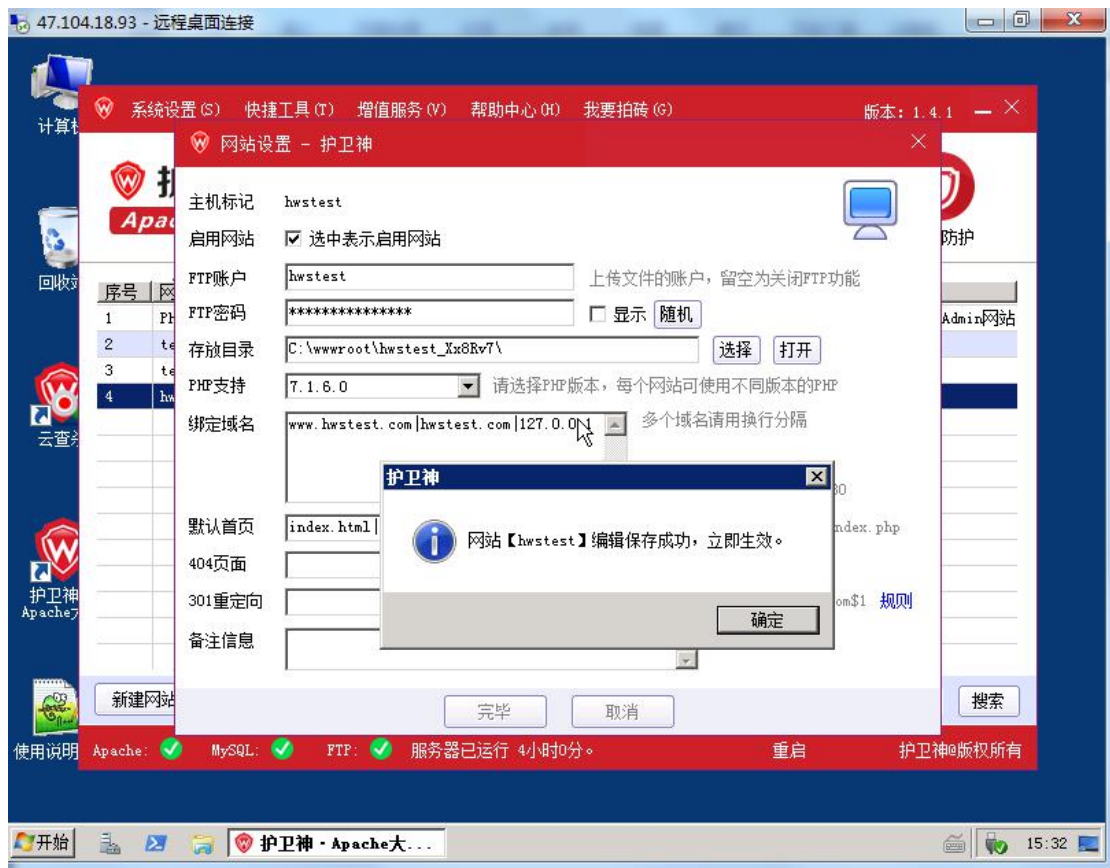 47.104.18.93 - 远程桌面连接
系统设置(S) 快捷工具(T) 增值服务(V) 帮助中心(H) 我要拍砖(G) 版本: 1.4.1
网站设置 - 护卫神
主机标记 hwstest
启用网站 选中表示启用网站
防护
FTP账户 hwstest 上传文件的账户，留空为关闭FTP功能
回收
序号 网
FTP密码 *************** 显示 随机
1 PH Admin网站
2 te
存放目录 C:\wwwroot\hwstest_Xx8Rv7\ 选择 打开
3 te
PHP支持 7.1.6.0 请选择PHP版本，每个网站可使用不同版本的PHP
4 hw
绑定域名 www.hwstest.com|hwstest.com|127.0.0.1 多个域名请用换行分隔
云查
护卫神
默认首页 index.html| ndex.php
网站【hwstest】编辑保存成功，立即生效。
404页面
护卫神
Apache
301重定向 om$1 规则
确定
备注信息
新建网站 完毕 取消 搜索
使用说明
Apache: MySQL: FTP: 服务器已运行 4小时0分。 重启 护卫神@版权所有
开始 护卫神·Apache大... 15:32